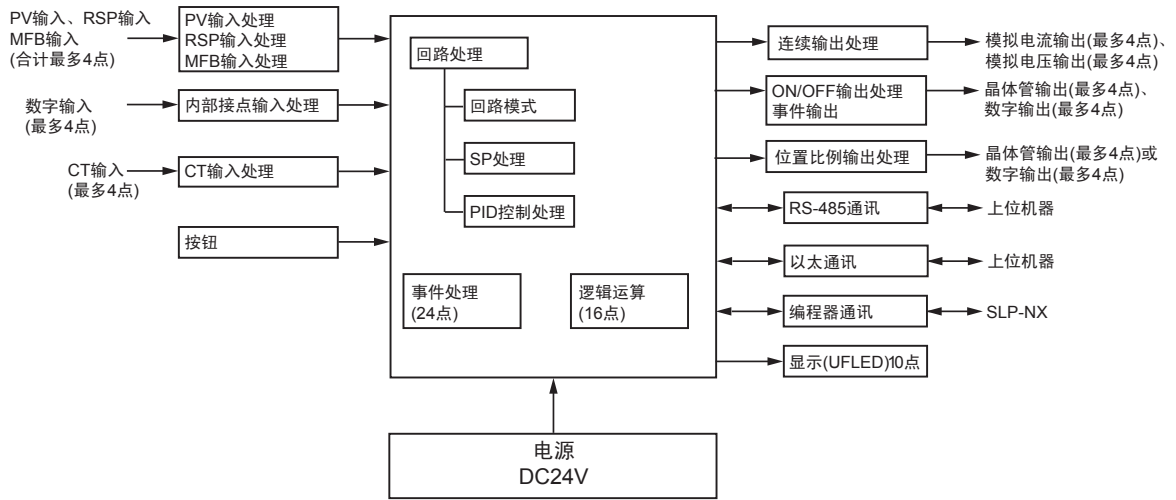 PV输入、RSP输入
MFB输入
(合计最多4点)
PV输入处理
RSP输入处理
MFB输入处理
数字输入
(最多4点)
内部接点输入处理
CT输入
(最多4点)
CT输入处理
按钮
回路处理
回路模式
SP处理
PID控制处理
事件处理
(24点)
逻辑运算
(16点)
连续输出处理
模拟电流输出(最多4点)、
模拟电压输出(最多4点)
ON/OFF输出处理
事件输出
晶体管输出(最多4点)、
数字输出(最多4点)
位置比例输出处理
晶体管输出(最多4点)或
数字输出(最多4点)
RS-485通讯
上位机器
以太通讯
上位机器
编程器通讯
SLP-NX
显示(UFLED)10点
电源
DC24V